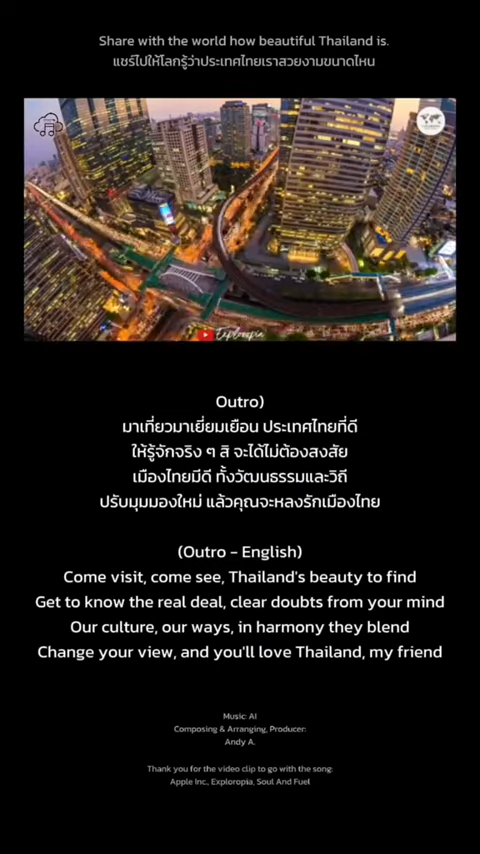 Share with the world how beautiful Thailand is.
แชร์ไปให้โลกรู้ว่าประเทศไทยเราสวยงามขนาดไหน
Exploropia
Outro)
มาเที่ยวมาเยี่ยมเยือน ประเทศไทยที่ดี
ให้รู้จักจริง ๆ สิ จะได้ไม่ต้องสงสัย
เมืองไทยมีดี ทั้งวัฒนธรรมและวิถี
ปรับมุมมองใหม่ แล้วคุณจะหลงรักเมืองไทย
(Outro - English)
Come visit, come see, Thailand's beauty to find
Get to know the real deal, clear doubts from your mind
Our culture, our ways, in harmony they blend
Change your view, and you'll love Thailand, my friend
Music: AI
Composing & Arranging, Producer:
Andy A.
Thank you for the video clip to go with the song:
Apple Inc., Exploropia, Soul And Fuel